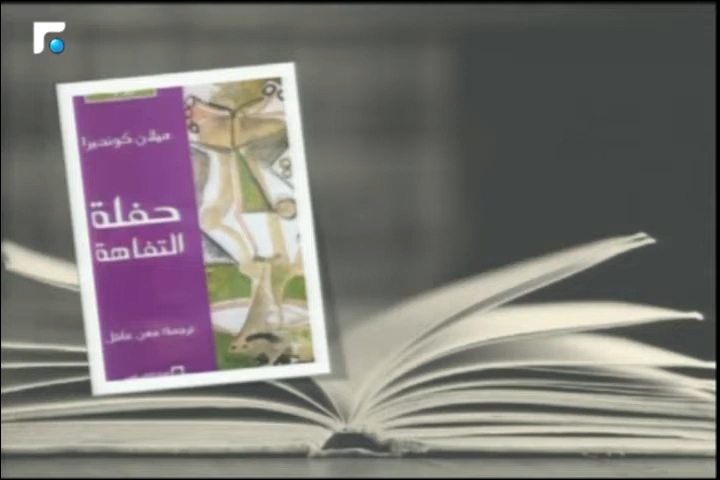 ميلان كونديرا
حفلة
التفاهة
ترجمة: معن عاقل